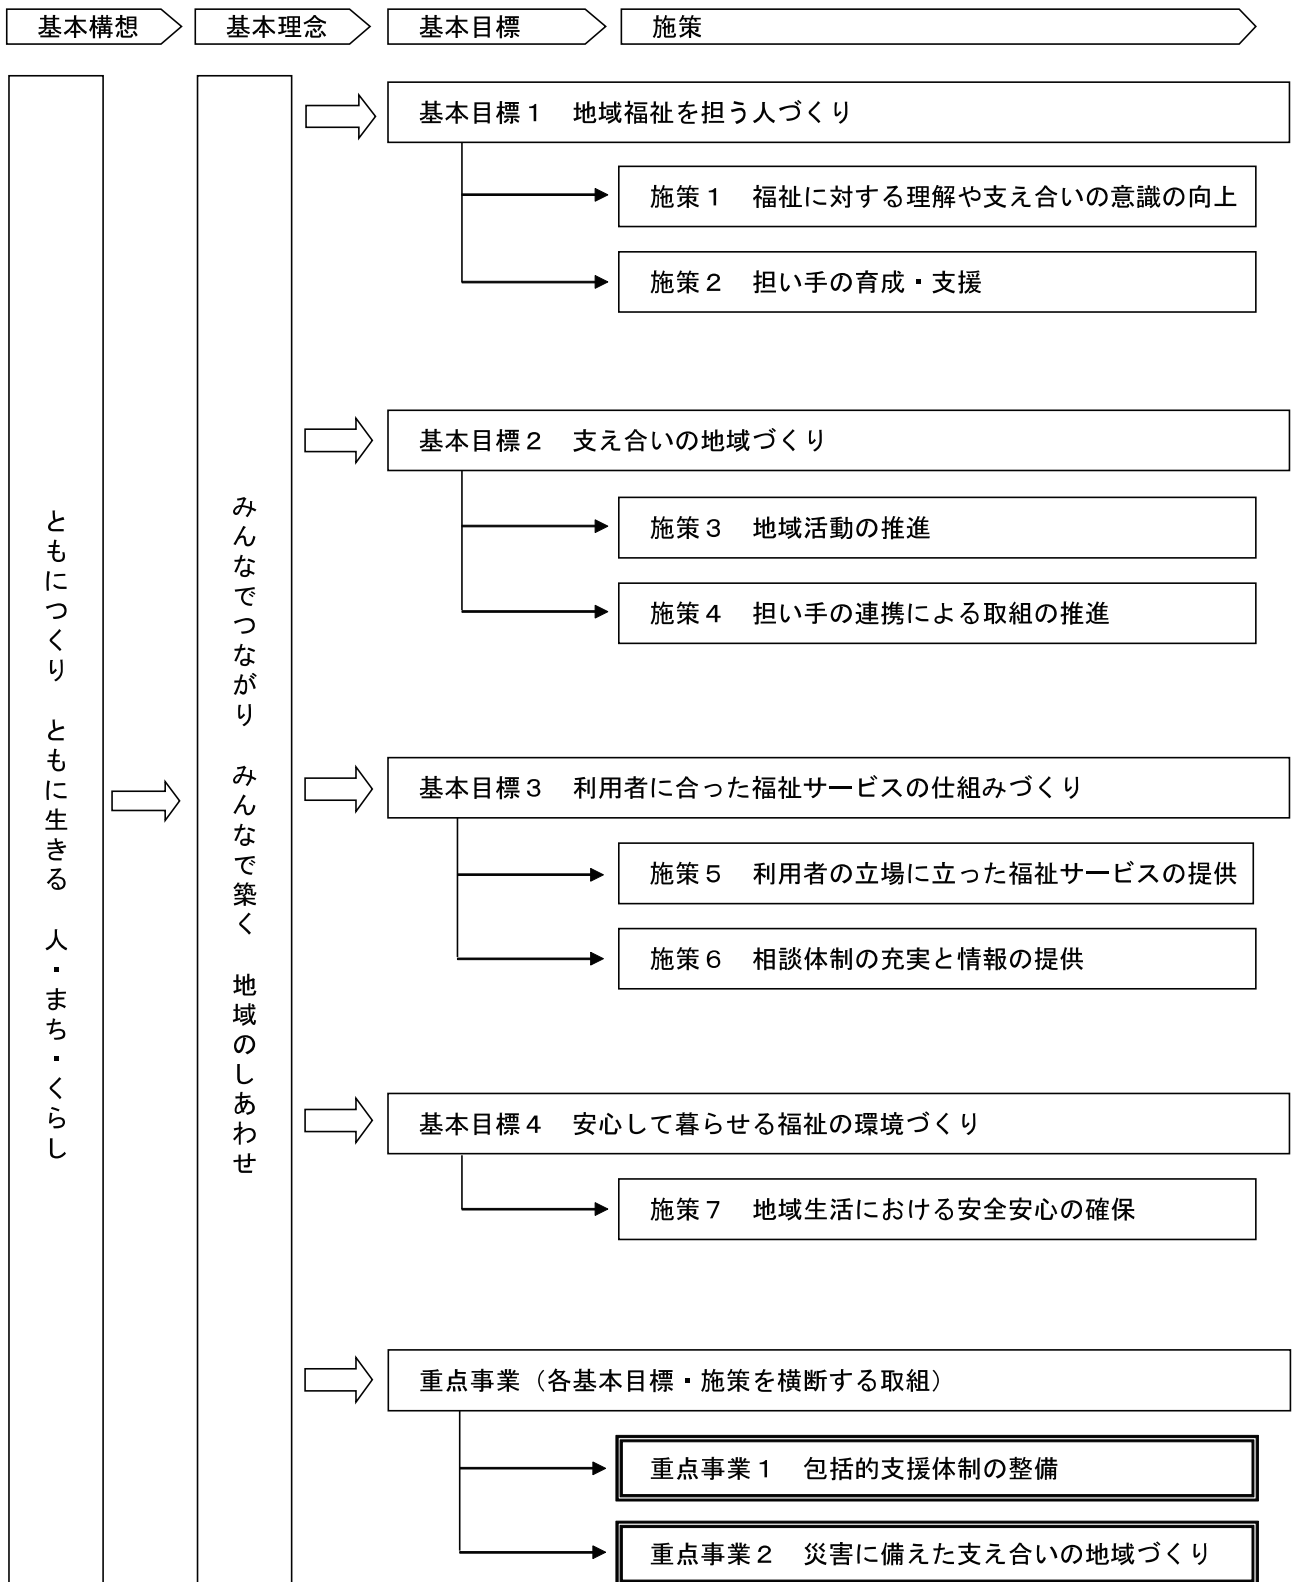 基本構想
基本理念
基本目標
施策
ともにつくり　ともに生きる　人・まち・くらし
みんなでつながり　みんなで築く　地域のしあわせ
基本目標１　地域福祉を担う人づくり
施策１　福祉に対する理解や支え合いの意識の向上
施策２　担い手の育成・支援
基本目標２　支え合いの地域づくり
施策３　地域活動の推進
施策４　担い手の連携による取組の推進
基本目標３　利用者に合った福祉サービスの仕組みづくり
施策５　利用者の立場に立った福祉サービスの提供
施策６　相談体制の充実と情報の提供
基本目標４　安心して暮らせる福祉の環境づくり
施策７　地域生活における安全安心の確保
重点事業（各基本目標・施策を横断する取組）
重点事業１　包括的支援体制の整備
重点事業２　災害に備えた支え合いの地域づくり